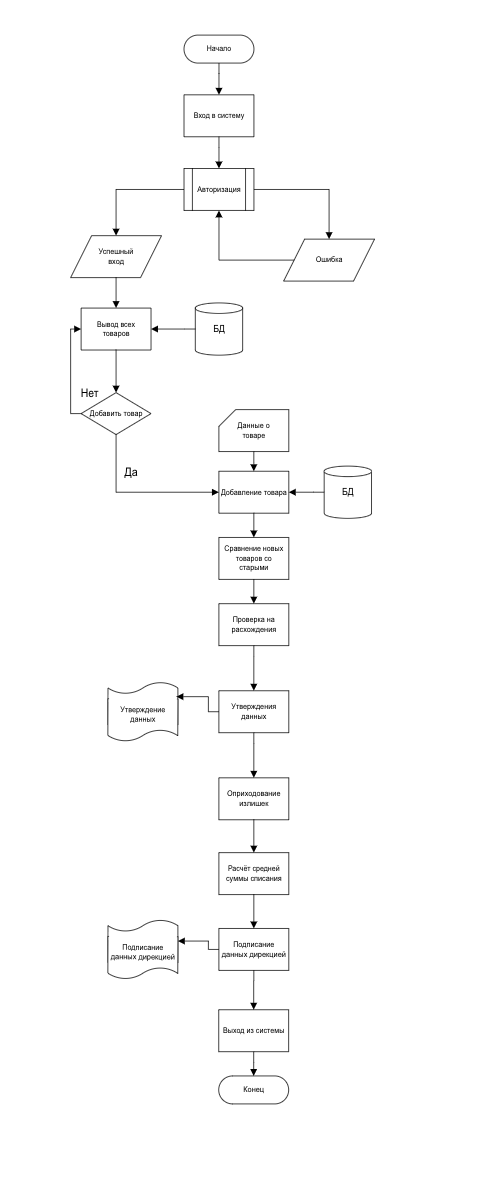 Начало
Вход в систему
Авторизация
Успешный
вход
Ошибка
Вывод всех
товаров
БД
Нет
Добавить товар
Данные о
товаре
Да
Добавление товара
БД
Сравнение новых
товаров со
старыми
Проверка на
расхождения
Утверждение
данных
Утверждения
данных
Оприходование
излишек
Расчёт средней
суммы списания
Подписание
данных дирекцией
Подписание
данных дирекцией
Выход из системы
Конец